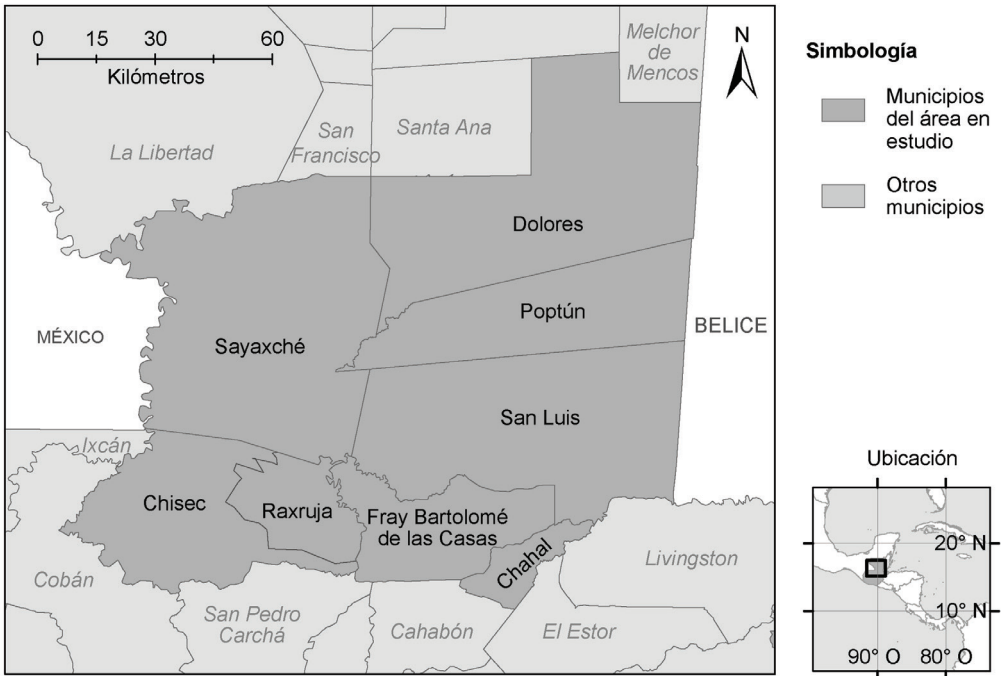 0 15 30 60
Kilómetros
Melchor
de
Mencos
N
La Libertad
San
Francisco
Santa Ana
Dolores
Poptún
MÉXICO
BELICE
Sayaxché
San Luis
Ixcán
Chisec
Raxruja
Fray Bartolomé
de las Casas
Chahal
Livingston
Cobán
San Pedro
Carchá
Cahabón
El Estor
Simbología
Municipios
del área en
estudio
Otros
municipios
Ubicación
20° N
10° N
90° O 80° O